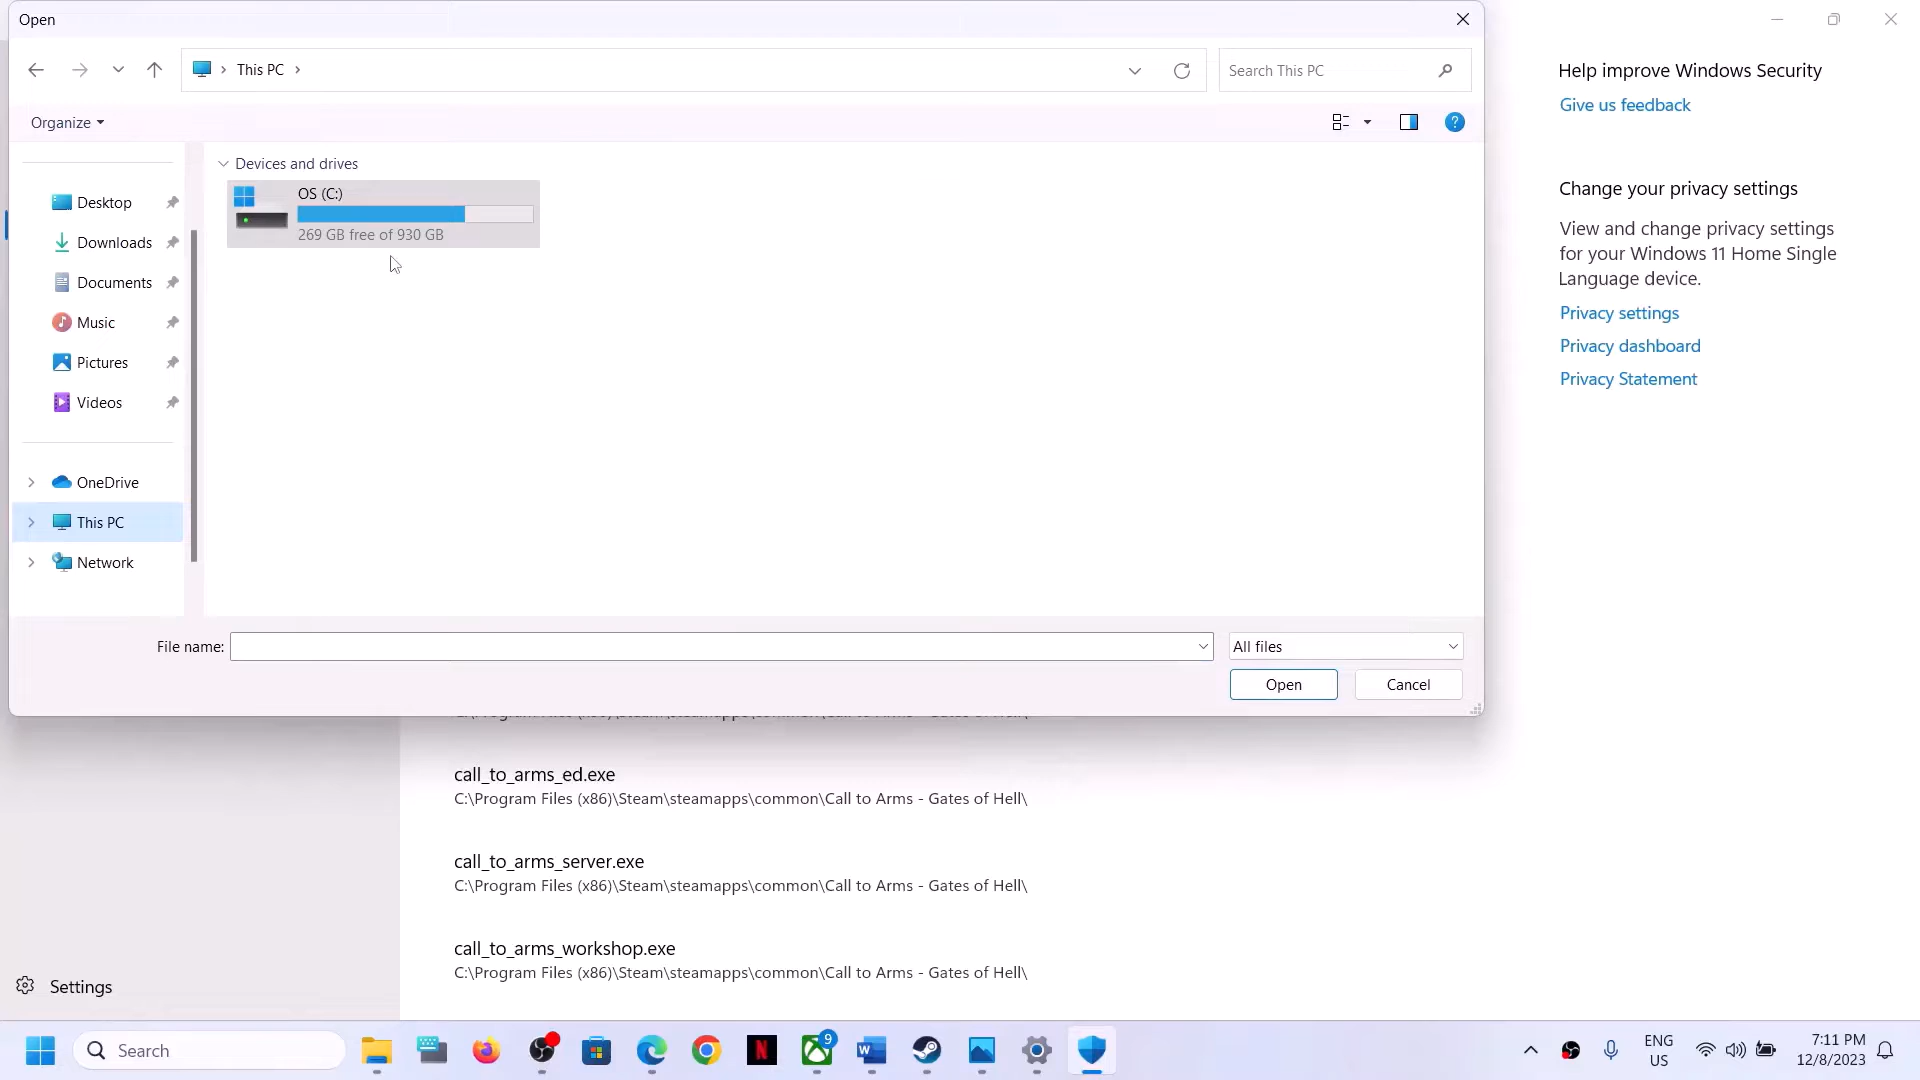 Open
This PC
Search This PC
Organize
Desktop
Downloads
Documents
Music
Pictures
Videos
OneDrive
This PC
Network
Devices and drives
OS (C:)
269 GB free of 930 GB
File name:
All files
Open
Cancel
Help improve Windows Security
Give us feedback
Change your privacy settings
View and change privacy settings
for your Windows 11 Home Single
Language device.
Privacy settings
Privacy dashboard
Privacy Statement
call_to_arms_ed.exe
C:\Program Files (x86)\Steam\steamapps\common\Call to Arms - Gates of Hell\
call_to_arms_server.exe
C:\Program Files (x86)\Steam\steamapps\common\Call to Arms - Gates of Hell\
call_to_arms_workshop.exe
C:\Program Files (x86)\Steam\steamapps\common\Call to Arms - Gates of Hell\
Settings
Search
9
ENG
US
7:11 PM
12/8/2023